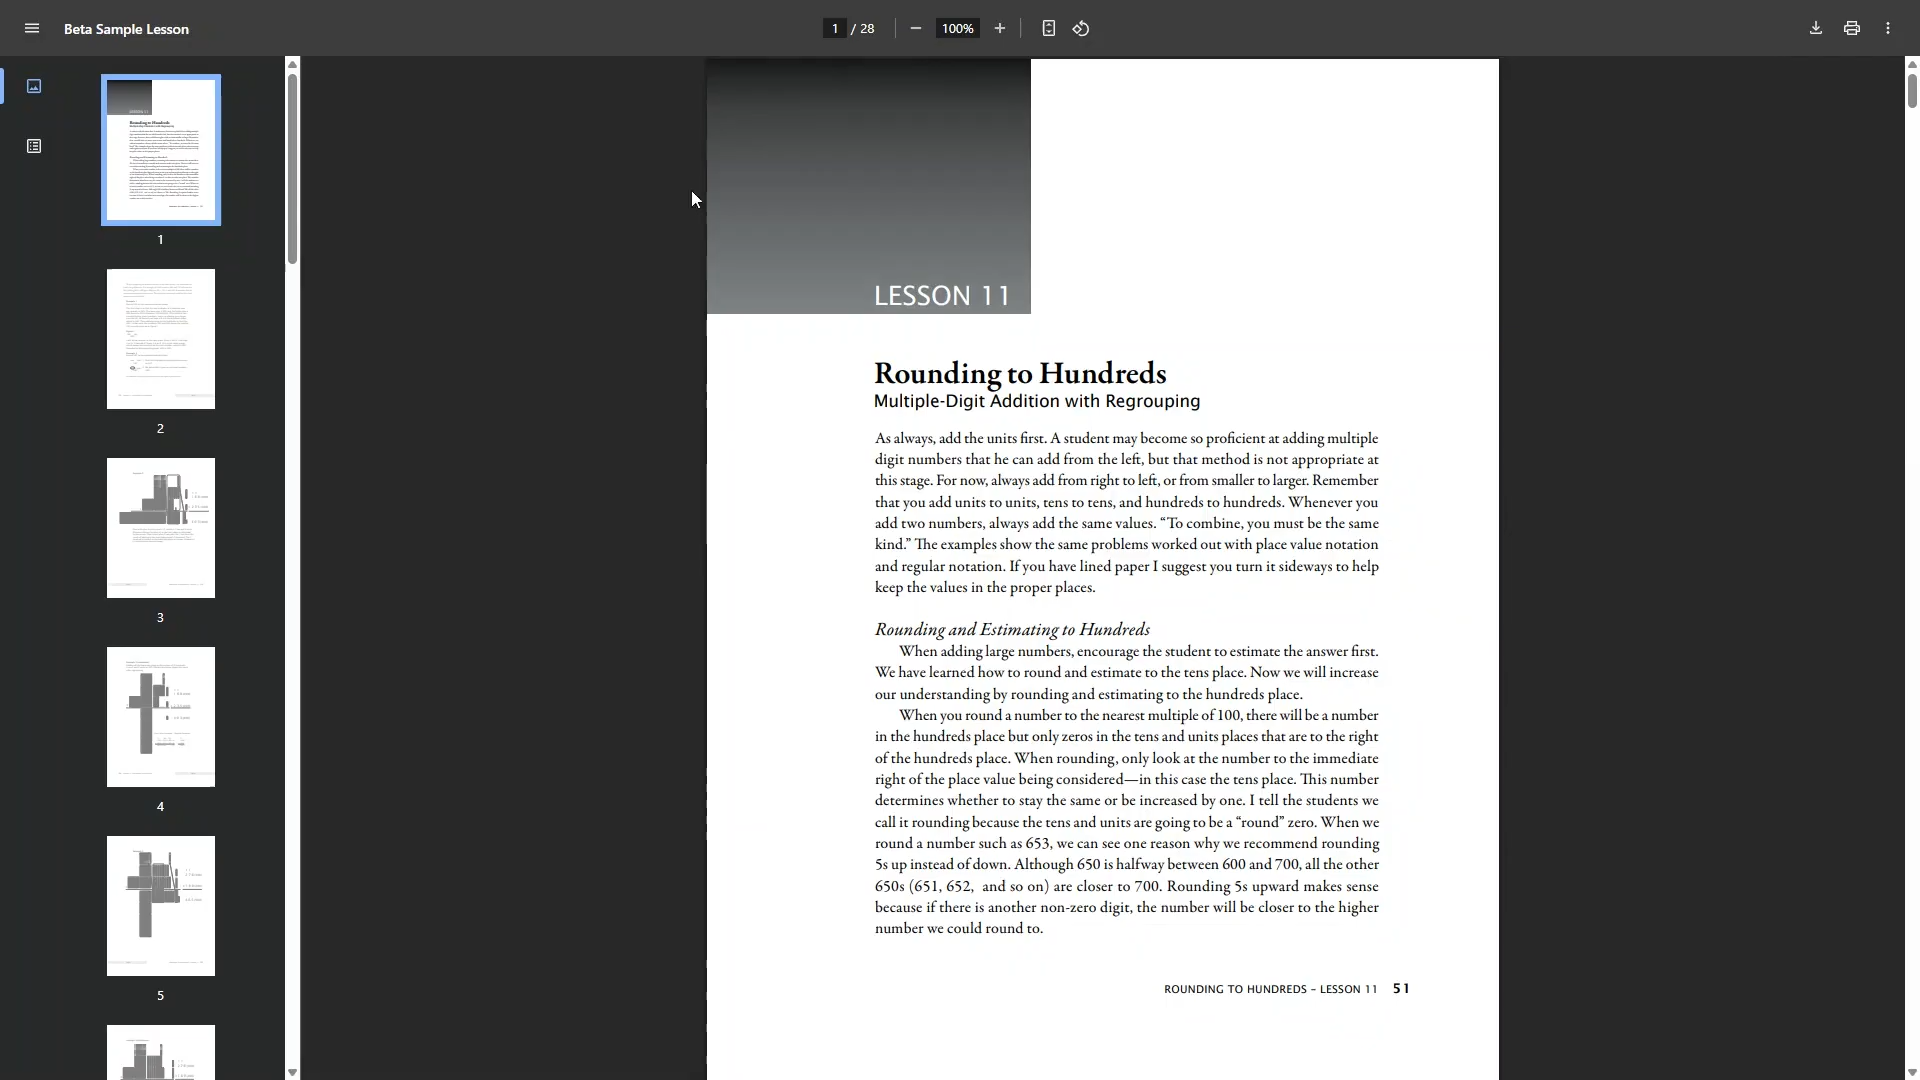 Beta Sample Lesson
1 / 28
100%
1
2
3
4
5
LESSON 11
Rounding to Hundreds
Multiple-Digit Addition with Regrouping
As always, add the units first. A student may become so proficient at adding multiple
digit numbers that he can add from the left, but that method is not appropriate at
this stage. For now, always add from right to left, or from smaller to larger. Remember
that you add units to units, tens to tens, and hundreds to hundreds. Whenever you
add two numbers, always add the same values. “To combine, you must be the same
kind.” The examples show the same problems worked out with place value notation
and regular notation. If you have lined paper I suggest you turn it sideways to help
keep the values in the proper places.
Rounding and Estimating to Hundreds
When adding large numbers, encourage the student to estimate the answer first.
We have learned how to round and estimate to the tens place. Now we will increase
our understanding by rounding and estimating to the hundreds place.
When you round a number to the nearest multiple of 100, there will be a number
in the hundreds place but only zeros in the tens and units places that are to the right
of the hundreds place. When rounding, only look at the number to the immediate
right of the place value being considered—in this case the tens place. This number
determines whether to stay the same or be increased by one. I tell the students we
call it rounding because the tens and units are going to be a “round” zero. When we
round a number such as 653, we can see one reason why we recommend rounding
5s up instead of down. Although 650 is halfway between 600 and 700, all the other
650s (651, 652, and so on) are closer to 700. Rounding 5s upward makes sense
because if there is another non-zero digit, the number will be closer to the higher
number we could round to.
ROUNDING TO HUNDREDS – LESSON 11 51